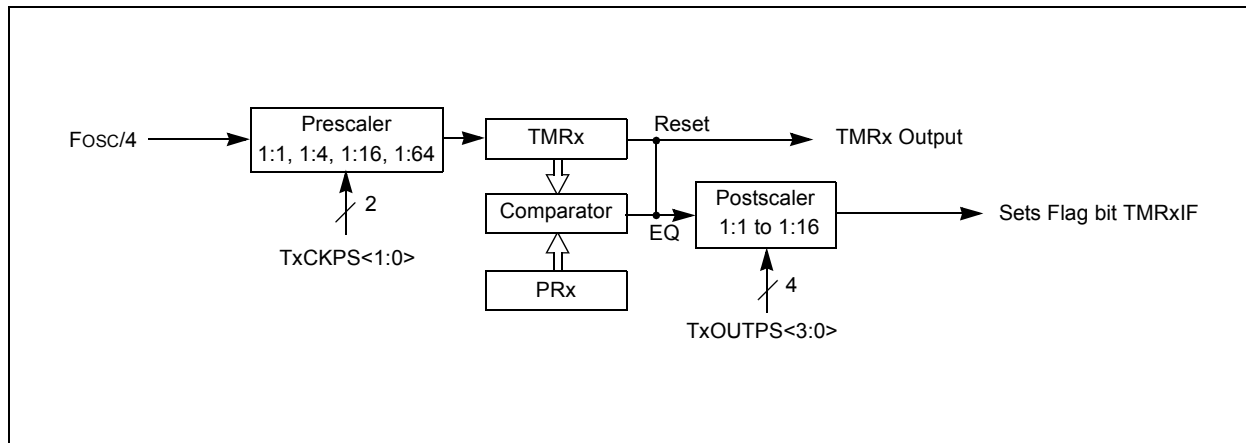 Fosc/4
Prescaler
1:1, 1:4, 1:16, 1:64
2
TxCKPS<1:0>
TMRx
Reset
TMRx Output
Comparator
EQ
PRx
Postscaler
1:1 to 1:16
4
TxOUTPS<3:0>
Sets Flag bit TMRxIF